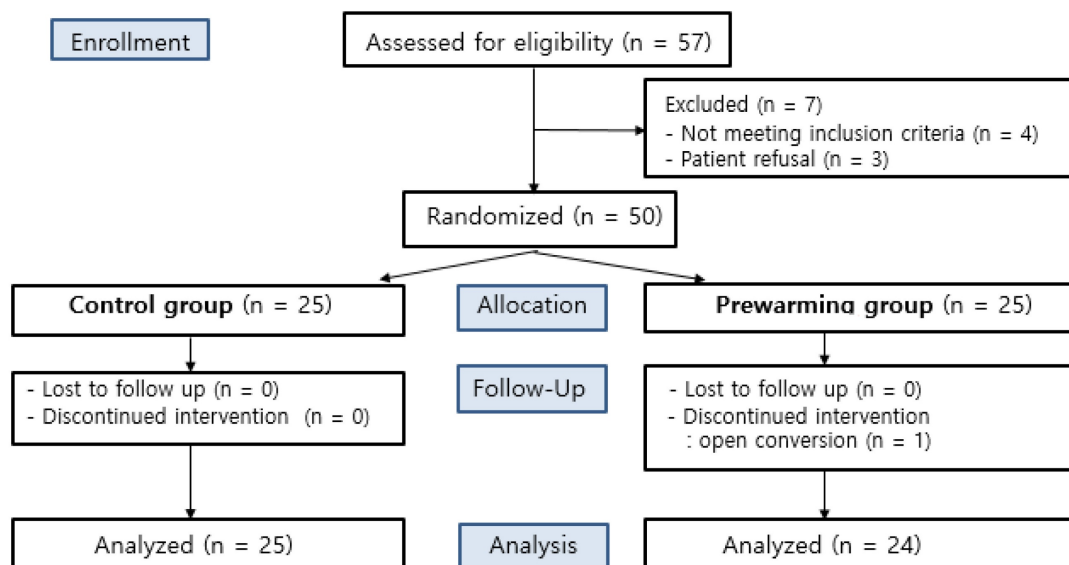 Enrollment
Assessed for eligibility (n = 57)
Excluded (n = 7)
- Not meeting inclusion criteria (n = 4)
- Patient refusal (n = 3)
Randomized (n = 50)
Control group (n = 25)
Allocation
Prewarming group (n = 25)
- Lost to follow up (n = 0)
- Discontinued intervention (n = 0)
Follow-Up
- Lost to follow up (n = 0)
- Discontinued intervention
: open conversion (n = 1)
Analyzed (n = 25)
Analysis
Analyzed (n = 24)